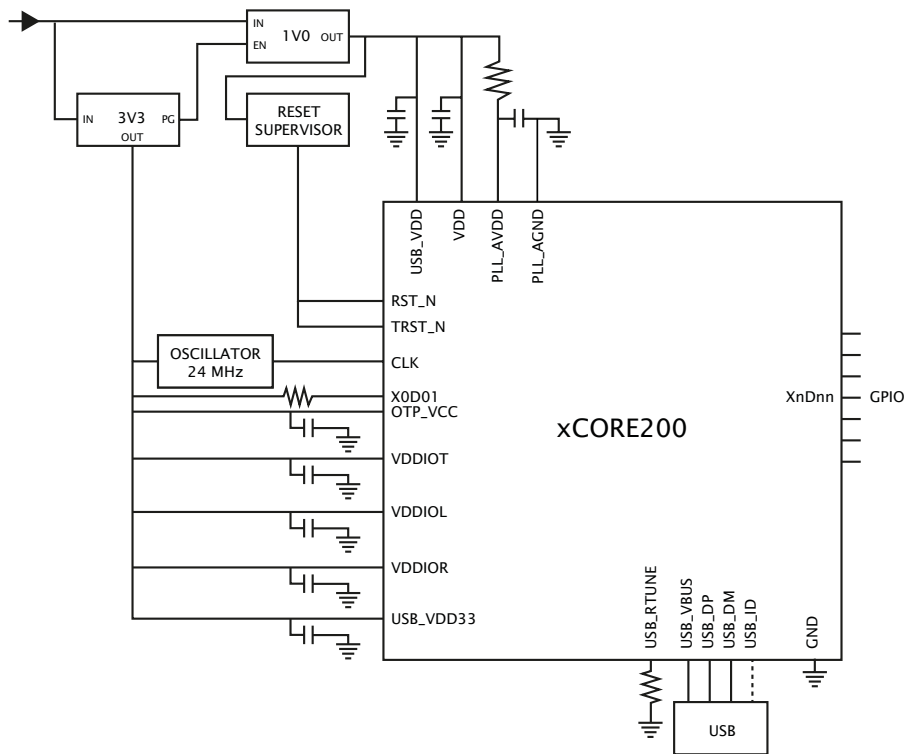 IN
1V0
OUT
EN
IN
3V3
PG
OUT
RESET
SUPERVISOR
USB_VDD
VDD
PLL_AVDD
PLL_AGND
RST_N
TRST_N
OSCILLATOR
24 MHz
CLK
X0D01
OTP_VCC
XnDnn
GPIO
xCORE200
VDDIOT
VDDIOL
VDDIOR
USB_VDD33
USB_RTUNE
USB_VBUS
USB_DP
USB_DM
USB_ID
GND
USB